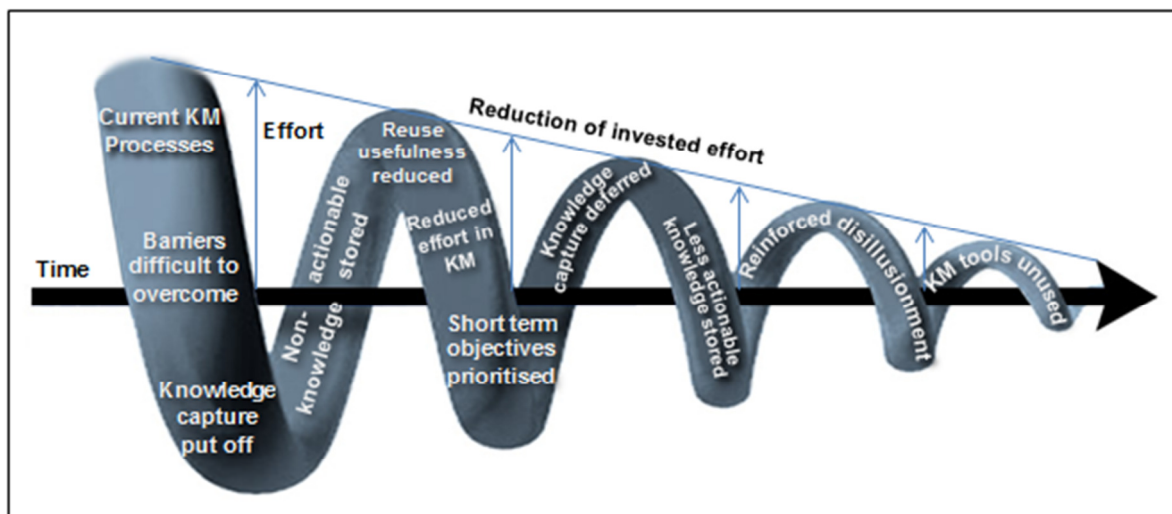 Current KM
Processes
Effort
Reuse
usefulness
reduced
Reduction of invested effort
Barriers
difficult to
overcome
Time
Non-actionable
knowledge stored
Reduced
effort in
KM
Knowledge
capture deferred
Less actionable
knowledge stored
Reinforced disillusionment
KM tools unused
Knowledge
capture
put off
Short term
objectives
prioritised